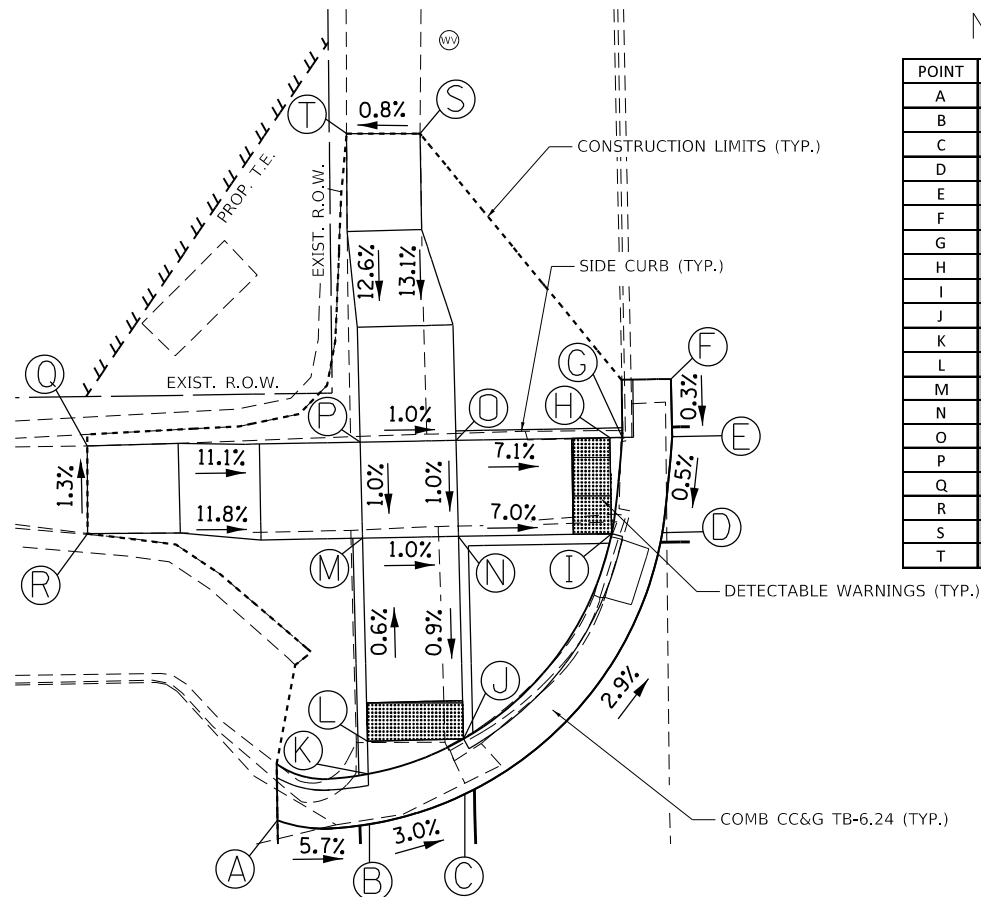 N
WV
T
0.8%
S
CONSTRUCTION LIMITS (TYP.)
PROP. T.E.
EXIST. R.O.W.
12.6%
13.1%
SIDE CURB (TYP.)
G
F
Q
EXIST. R.O.W.
P
1.0%
O
H
0.3%
E
1.3%
11.1%
11.8%
1.0%
1.0%
7.1%
7.0%
0.5%
D
R
M
1.0%
N
I
DETECTABLE WARNINGS (TYP.)
0.6%
0.9%
L
J
2.9%
K
COMB CC&G TB-6.24 (TYP.)
A
5.7%
B
3.0%
C
POINT
A
B
C
D
E
F
G
H
I
J
K
L
M
N
O
P
Q
R
S
T